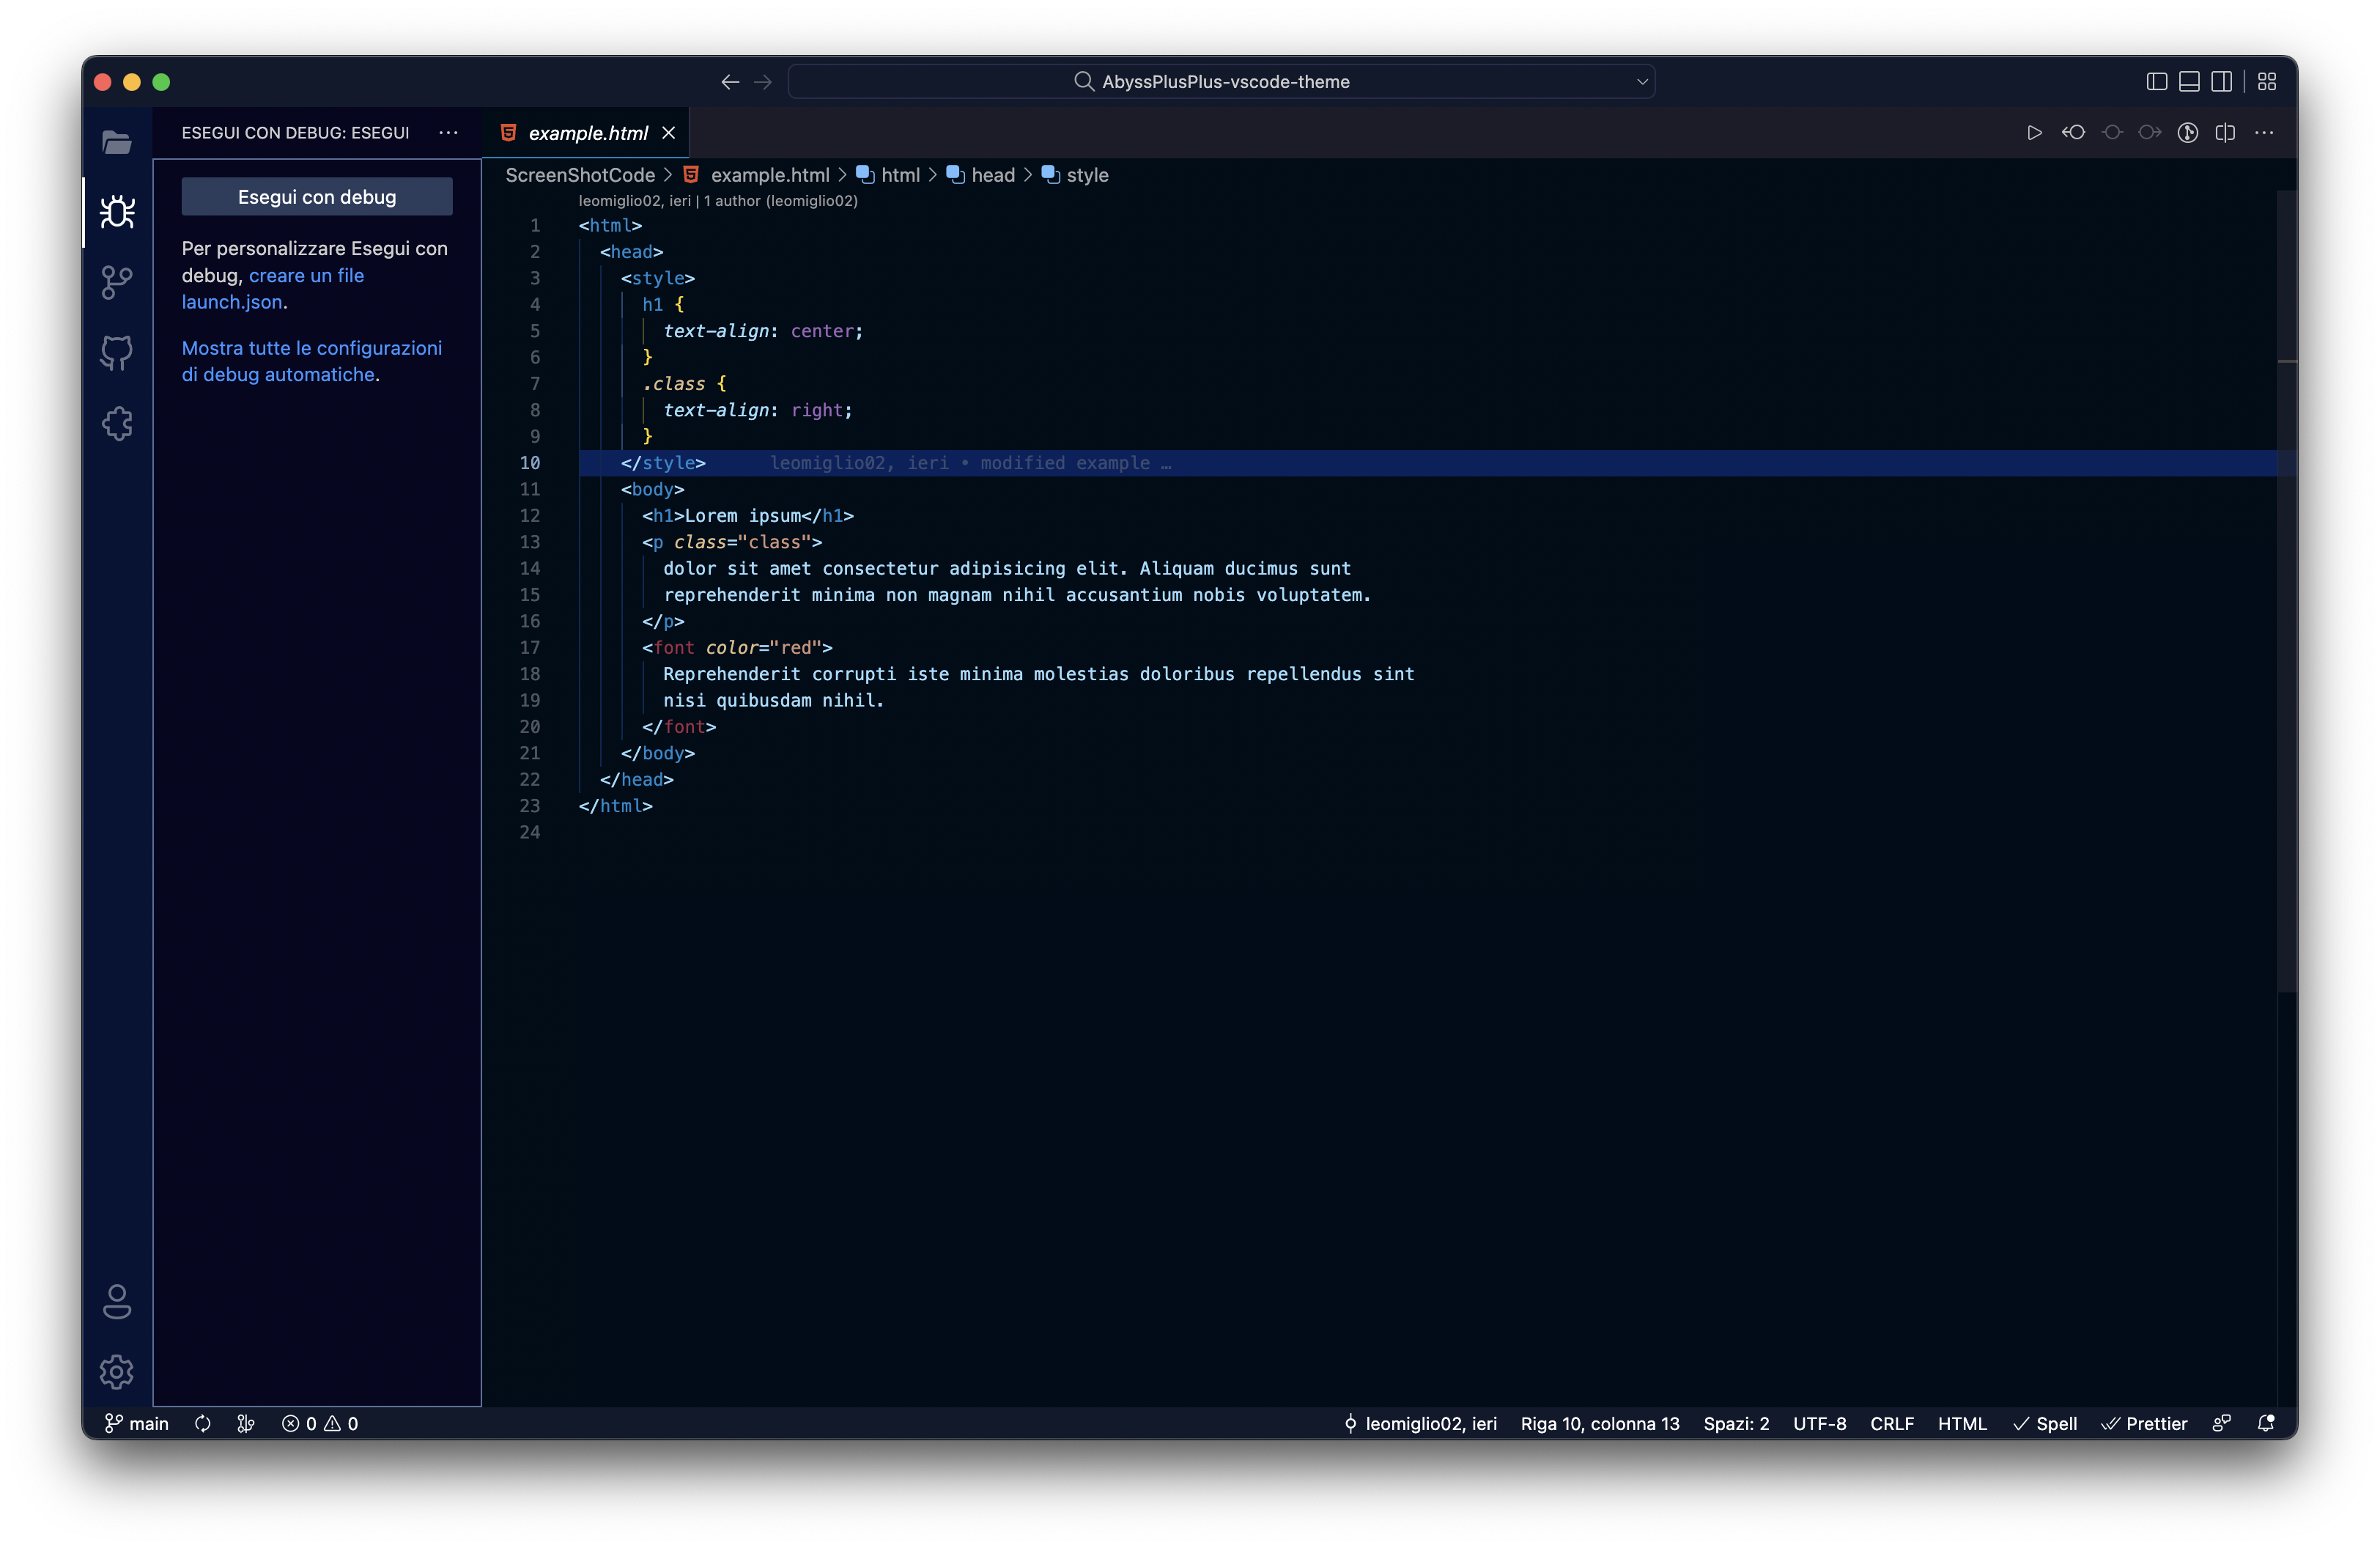 AbyssPlusPlus-vscode-theme
ESEGUI CON DEBUG: ESEGUI
example.html
Esegui con debug
Per personalizzare Esegui con
debug, creare un file
launch.json.
Mostra tutte le configurazioni
di debug automatiche.
ScreenShotCode > example.html > html > head > style
leomiglio02, ieri | 1 author (leomiglio02)
1 <html>
2   <head>
3     <style>
4       h1 {
5         text-align: center;
6       }
7       .class {
8         text-align: right;
9       }
10     </style>      leomiglio02, ieri • modified example …
11     <body>
12       <h1>Lorem ipsum</h1>
13       <p class="class">
14         dolor sit amet consectetur adipisicing elit. Aliquam ducimus sunt
15         reprehenderit minima non magnam nihil accusantium nobis voluptatem.
16       </p>
17       <font color="red">
18         Reprehenderit corrupti iste minima molestias doloribus repellendus sint
19         nisi quibusdam nihil.
20       </font>
21     </body>
22   </head>
23 </html>
24
main 0 0 leomiglio02, ieri Riga 10, colonna 13 Spazi: 2 UTF-8 CRLF HTML Spell Prettier